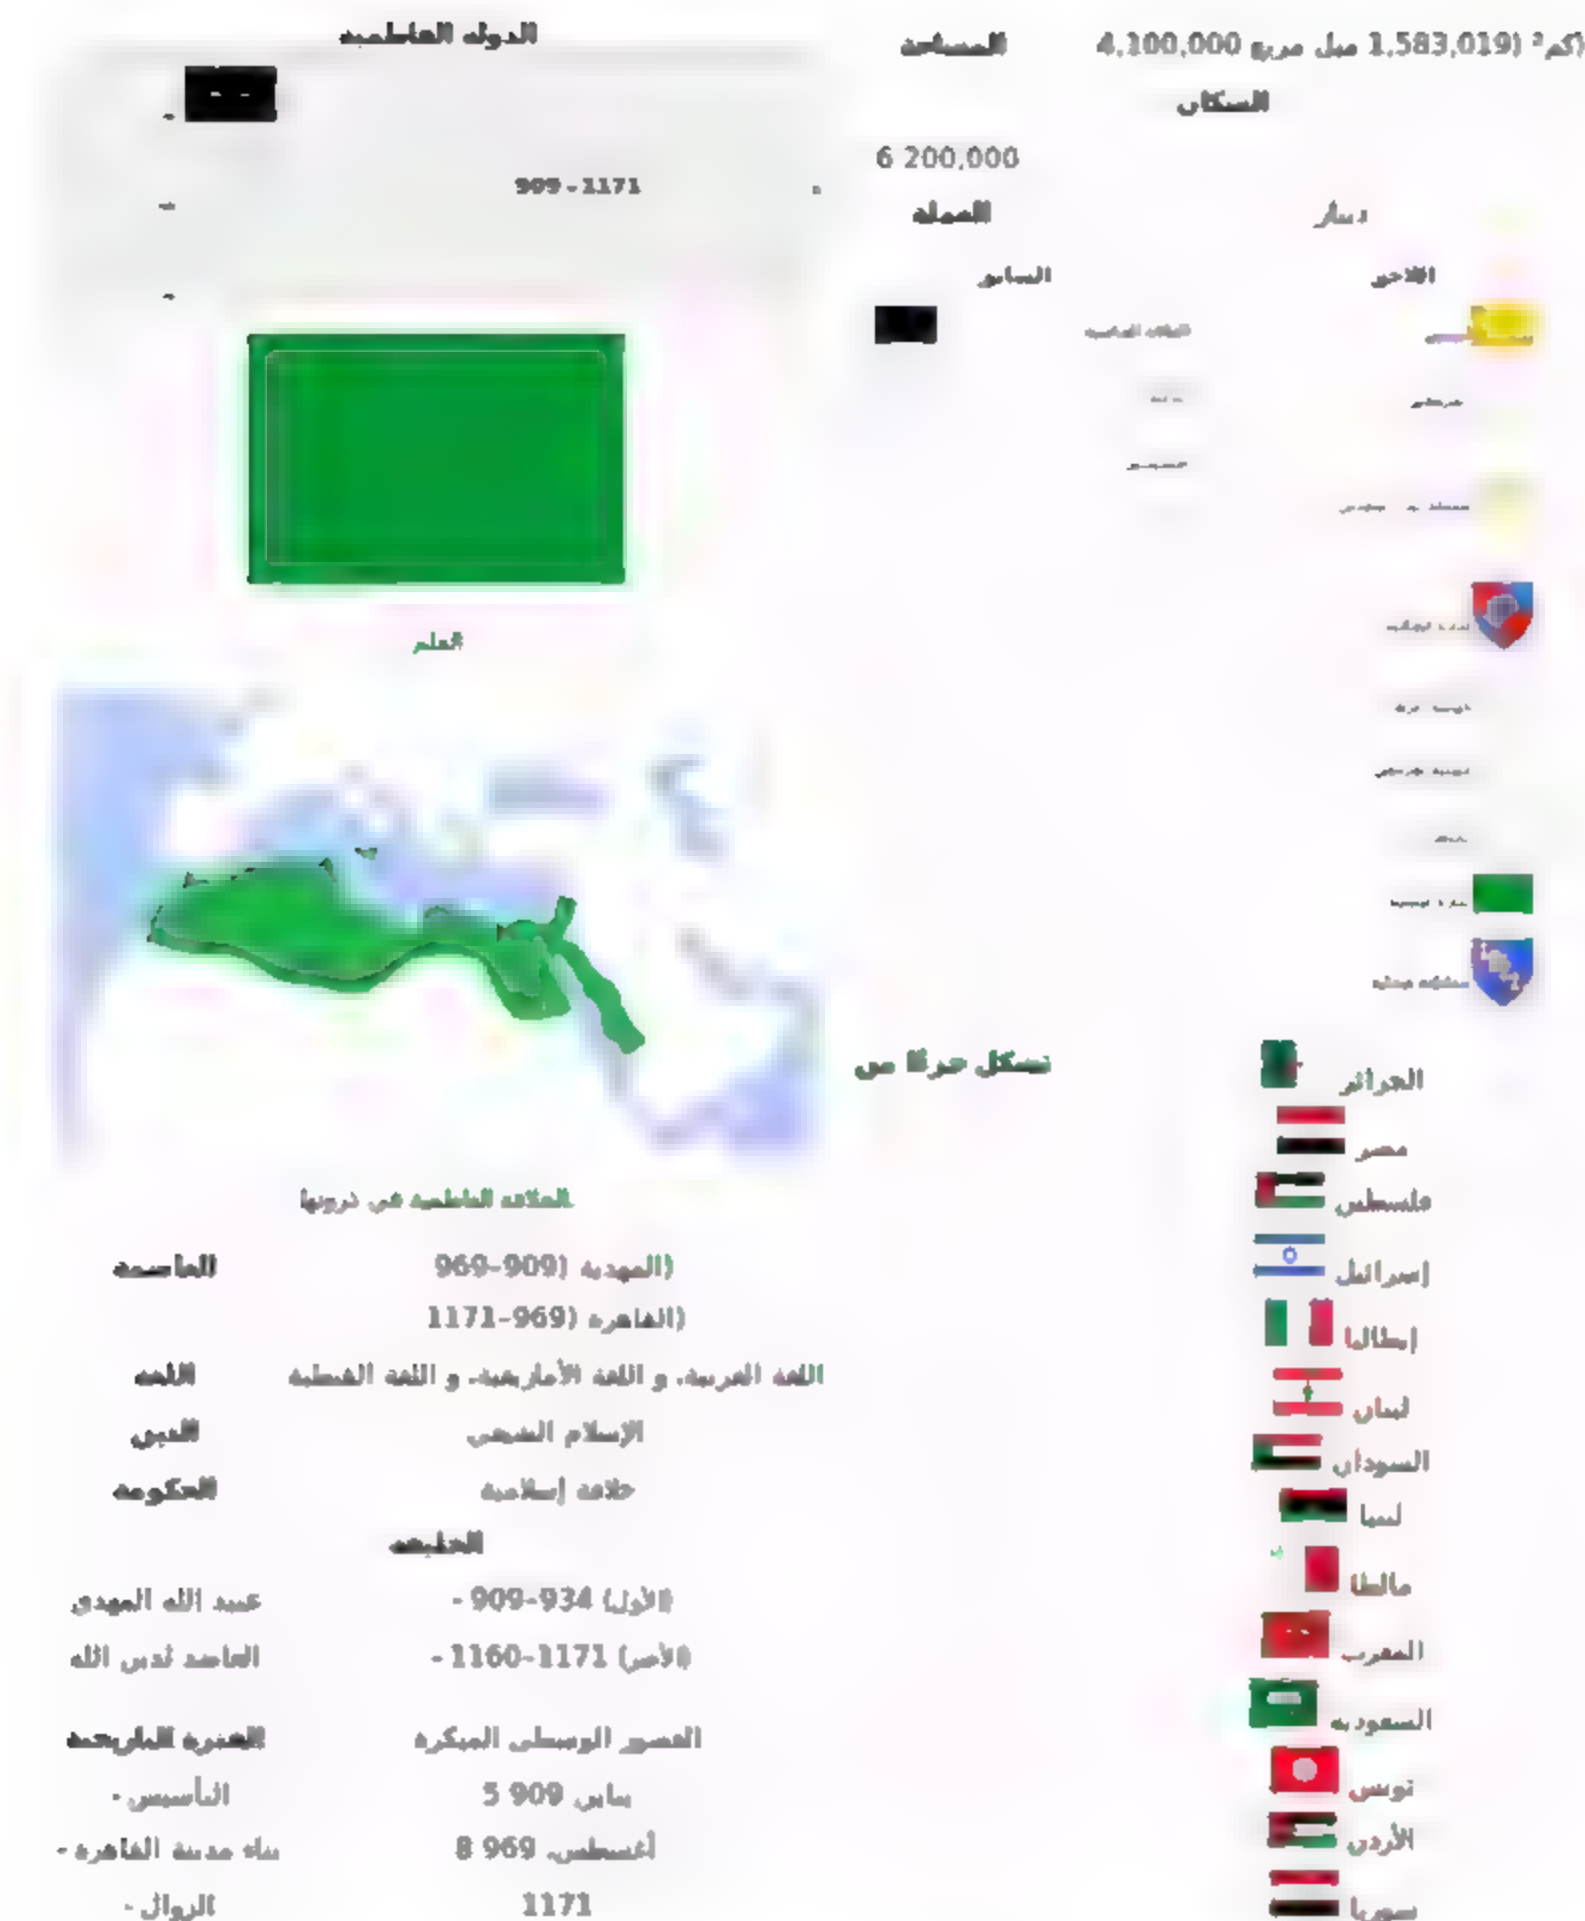 الدولة الفاطمية
909 - 1171
العلم
الخلافة الفاطمية في ذروتها.
العاصمة
المهدية (909–969)
القاهرة (969–1171)
اللغة
اللغة العربية، و اللغة الأمازيغية، و اللغة القبطية
الدين
الإسلام الشيعي
الحكومة
خلافة إسلامية
الخليفة
- 909–934 (الأول)
عبيد الله المهدي
- 1160–1171 (الأخير)
العاضد لدين الله
الفترة التاريخية
العصور الوسطى المبكرة
- التأسيس
5 يناير 909
- بناء مدينة القاهرة
8 أغسطس، 969
- الزوال
1171
المساحة
4,100,000 كم² (1,583,019 ميل مربع)
السكان
6 200,000
العملة
دينار
السابق
اللاحق
تشكل جزءًا من
الجزائر
مصر
فلسطين
إسرائيل
إيطاليا
لبنان
السودان
ليبيا
مالطا
المغرب
السعودية
تونس
الأردن
سوريا